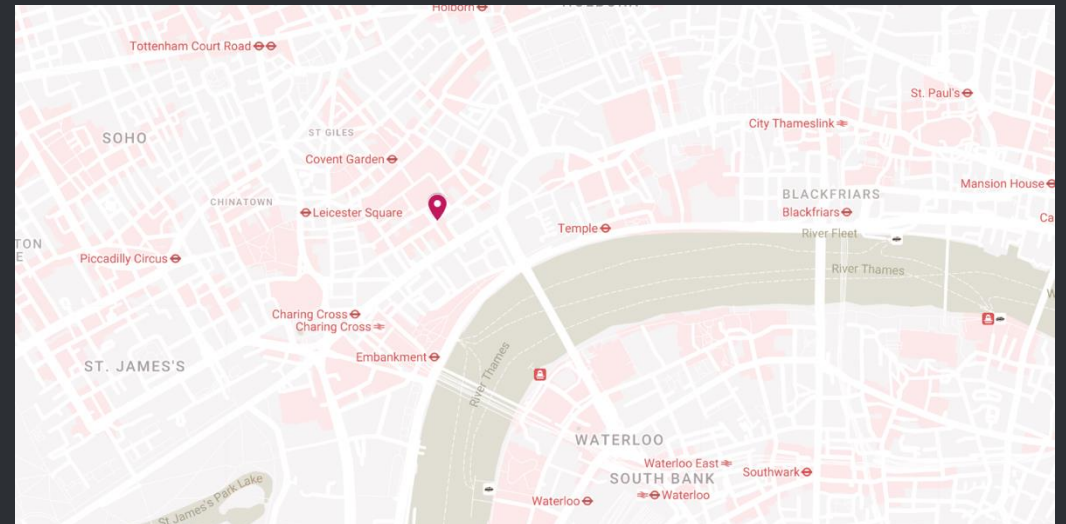 Holborn
Tottenham Court Road
St. Paul's
City Thameslink
SOHO
ST GILES
Covent Garden
Mansion House
BLACKFRIARS
CHINATOWN
Leicester Square
Blackfriars
Temple
River Fleet
Piccadilly Circus
River Thames
Charing Cross
Charing Cross
Embankment
ST. JAMES'S
River Thames
WATERLOO
Waterloo East
Southwark
SOUTH BANK
Waterloo
Waterloo
St James's Park Lake